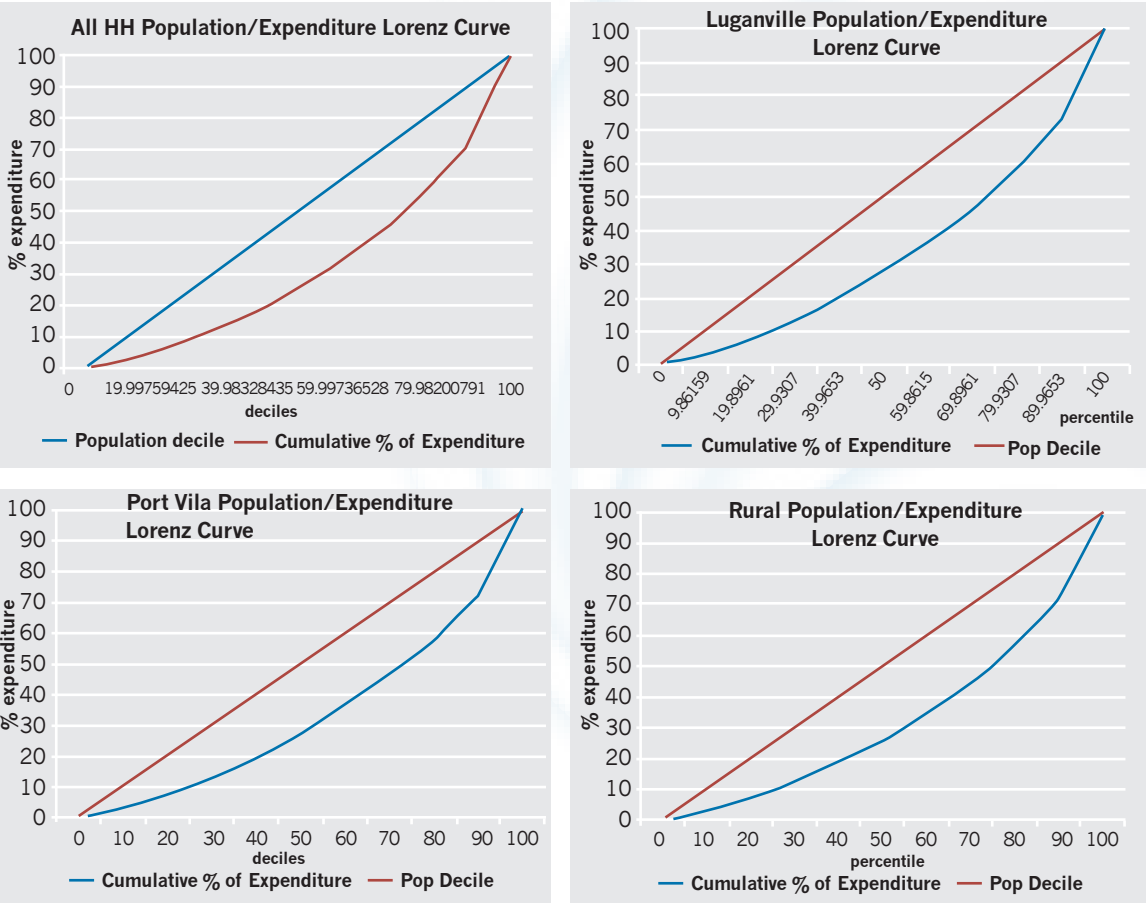 All HH Population/Expenditure Lorenz Curve
100
90
80
70
60
50
40
30
20
10
0
% expenditure
0 19.99759425 39.98328435 59.99736528 79.98200791 100
deciles
Population decile Cumulative % of Expenditure
Luganville Population/Expenditure
Lorenz Curve
100
90
80
70
60
50
40
30
20
10
0
% expenditure
0 9.86159 19.8961 29.9307 39.9653 50 59.8615 69.8961 79.9307 89.9653 100
percentile
Cumulative % of Expenditure Pop Decile
Port Vila Population/Expenditure
Lorenz Curve
100
90
80
70
60
50
40
30
20
10
0
% expenditure
0 10 20 30 40 50 60 70 80 90 100
deciles
Cumulative % of Expenditure Pop Decile
Rural Population/Expenditure
Lorenz Curve
100
90
80
70
60
50
40
30
20
10
0
% expenditure
0 10 20 30 40 50 60 70 80 90 100
percentile
Cumulative % of Expenditure Pop Decile